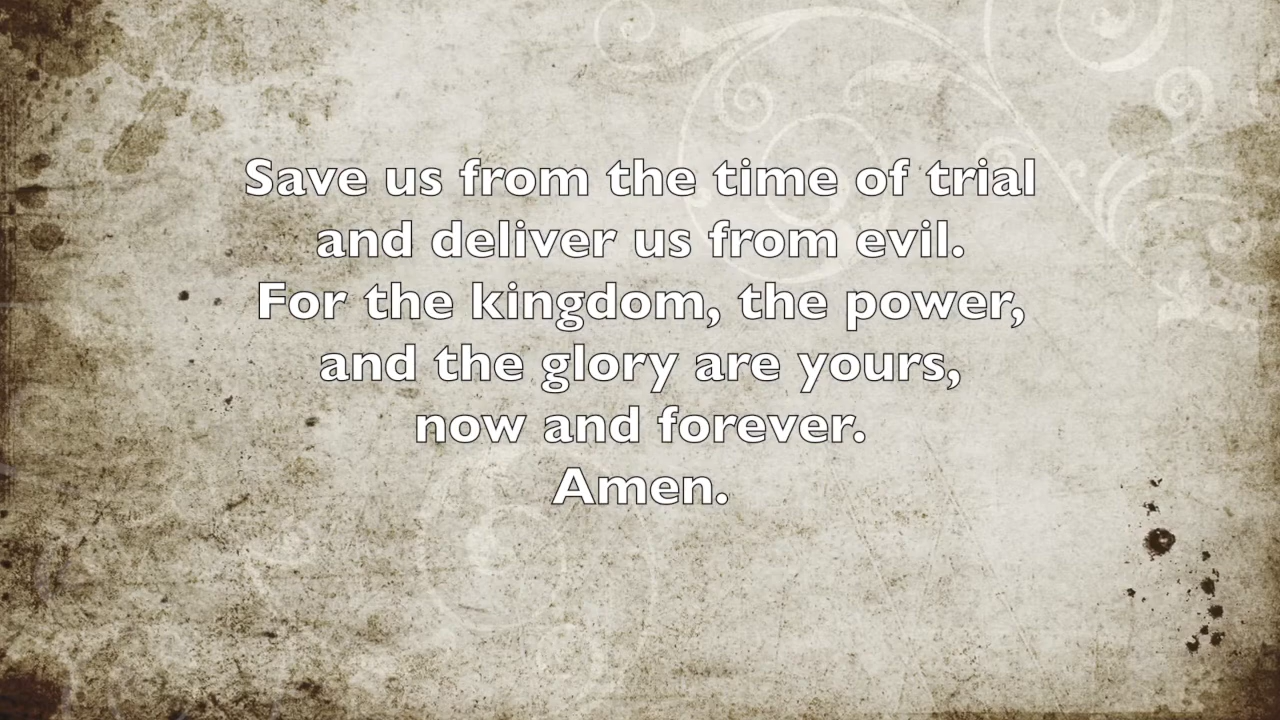 Save us from the time of trial
and deliver us from evil.
For the kingdom, the power,
and the glory are yours,
now and forever.
Amen.